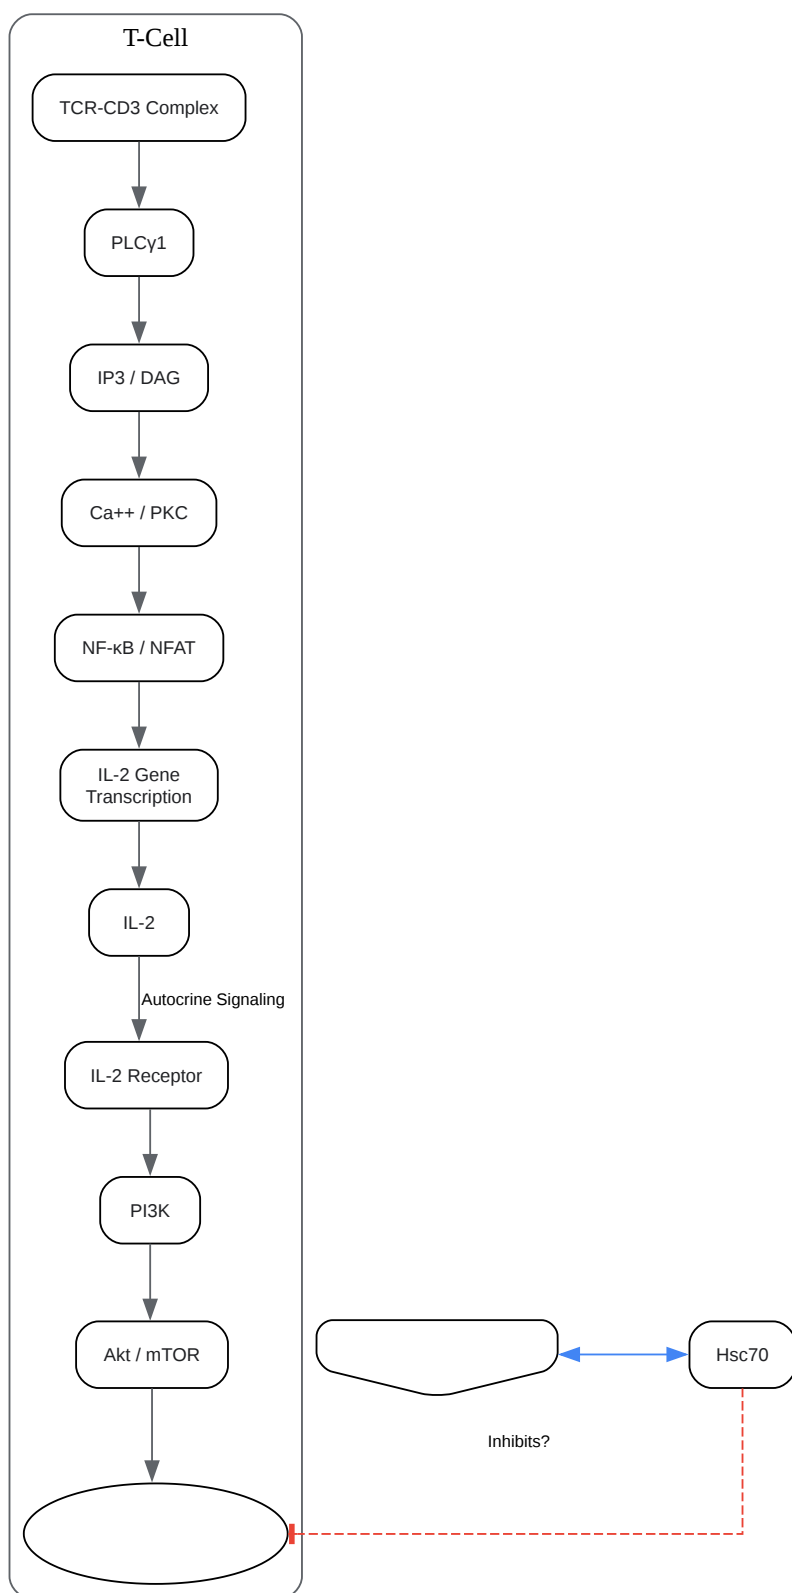 T-Cell
TCR-CD3 Complex
PLCγ1
IP3 / DAG
Ca++ / PKC
NF-κB / NFAT
IL-2 Gene
Transcription
IL-2
Autocrine Signaling
IL-2 Receptor
PI3K
Akt / mTOR
Hsc70
Inhibits?